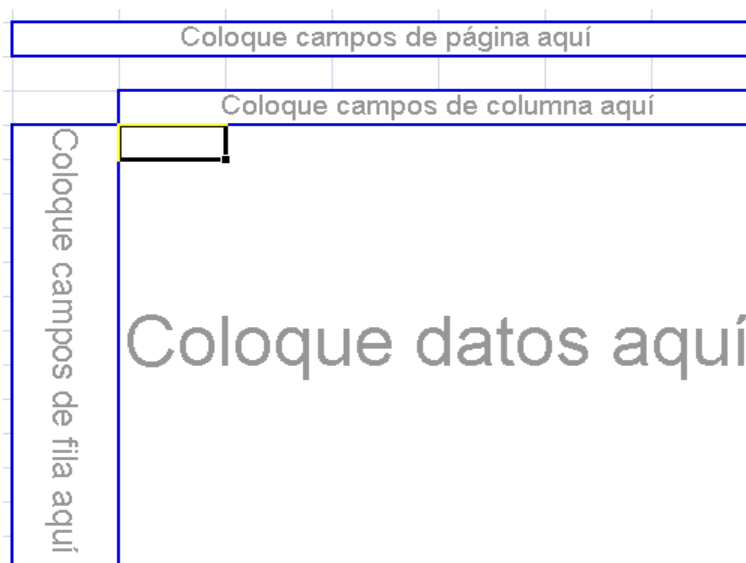 Coloque campos de página aquí
Coloque campos de columna aquí
Coloque campos de fila aquí
Coloque datos aquí